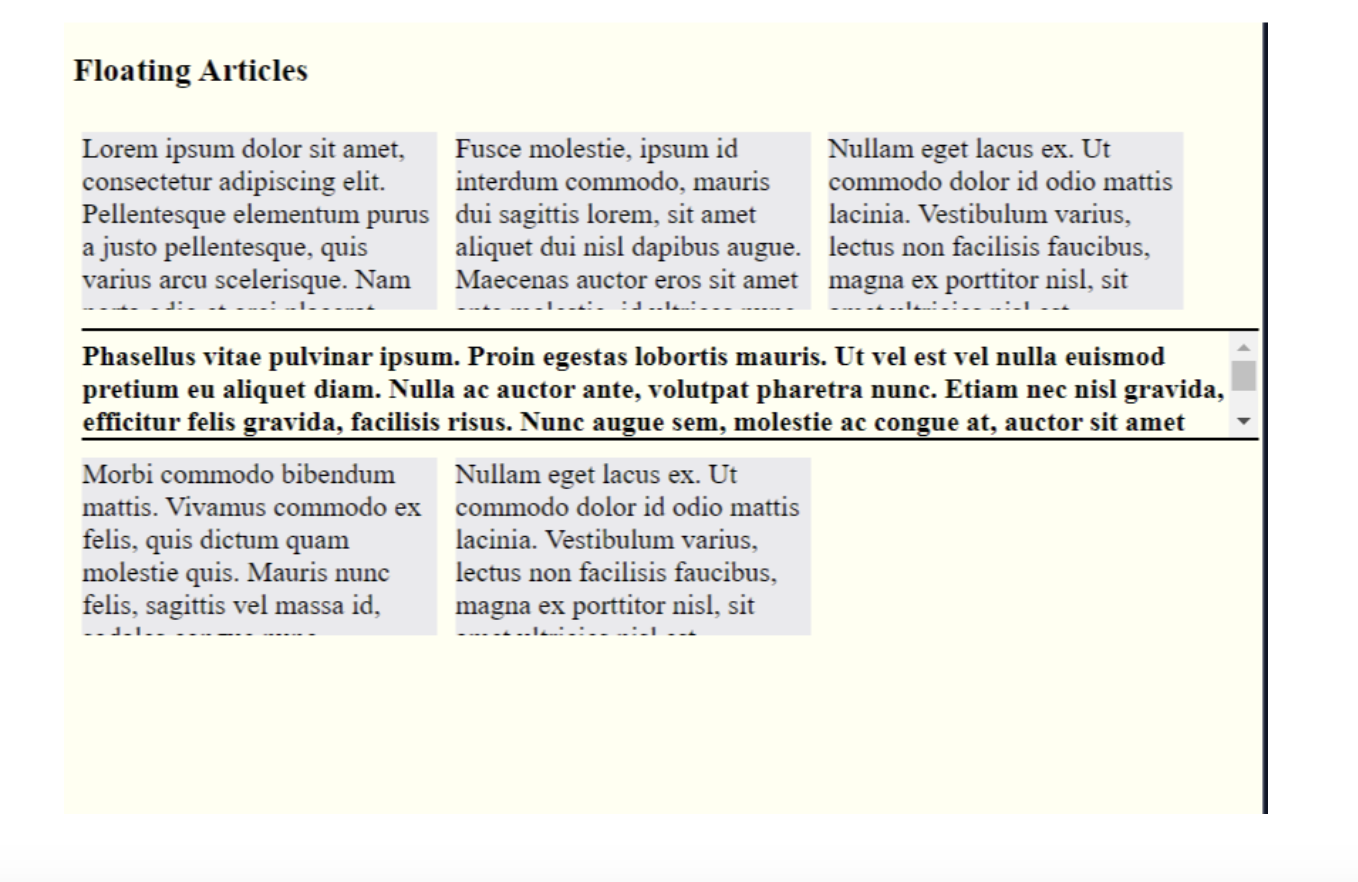 Floating Articles
Lorem ipsum dolor sit amet,
consectetur adipiscing elit.
Pellentesque elementum purus
a justo pellentesque, quis
varius arcu scelerisque. Nam
Fusce molestie, ipsum id
interdum commodo, mauris
dui sagittis lorem, sit amet
aliquet dui nisl dapibus augue.
Maecenas auctor eros sit amet
Nullam eget lacus ex. Ut
commodo dolor id odio mattis
lacinia. Vestibulum varius,
lectus non facilisis faucibus,
magna ex porttitor nisl, sit
Phasellus vitae pulvinar ipsum. Proin egestas lobortis mauris. Ut vel est vel nulla euismod
pretium eu aliquet diam. Nulla ac auctor ante, volutpat pharetra nunc. Etiam nec nisl gravida,
efficitur felis gravida, facilisis risus. Nunc augue sem, molestie ac congue at, auctor sit amet
Morbi commodo bibendum
mattis. Vivamus commodo ex
felis, quis dictum quam
molestie quis. Mauris nunc
felis, sagittis vel massa id,
Nullam eget lacus ex. Ut
commodo dolor id odio mattis
lacinia. Vestibulum varius,
lectus non facilisis faucibus,
magna ex porttitor nisl, sit